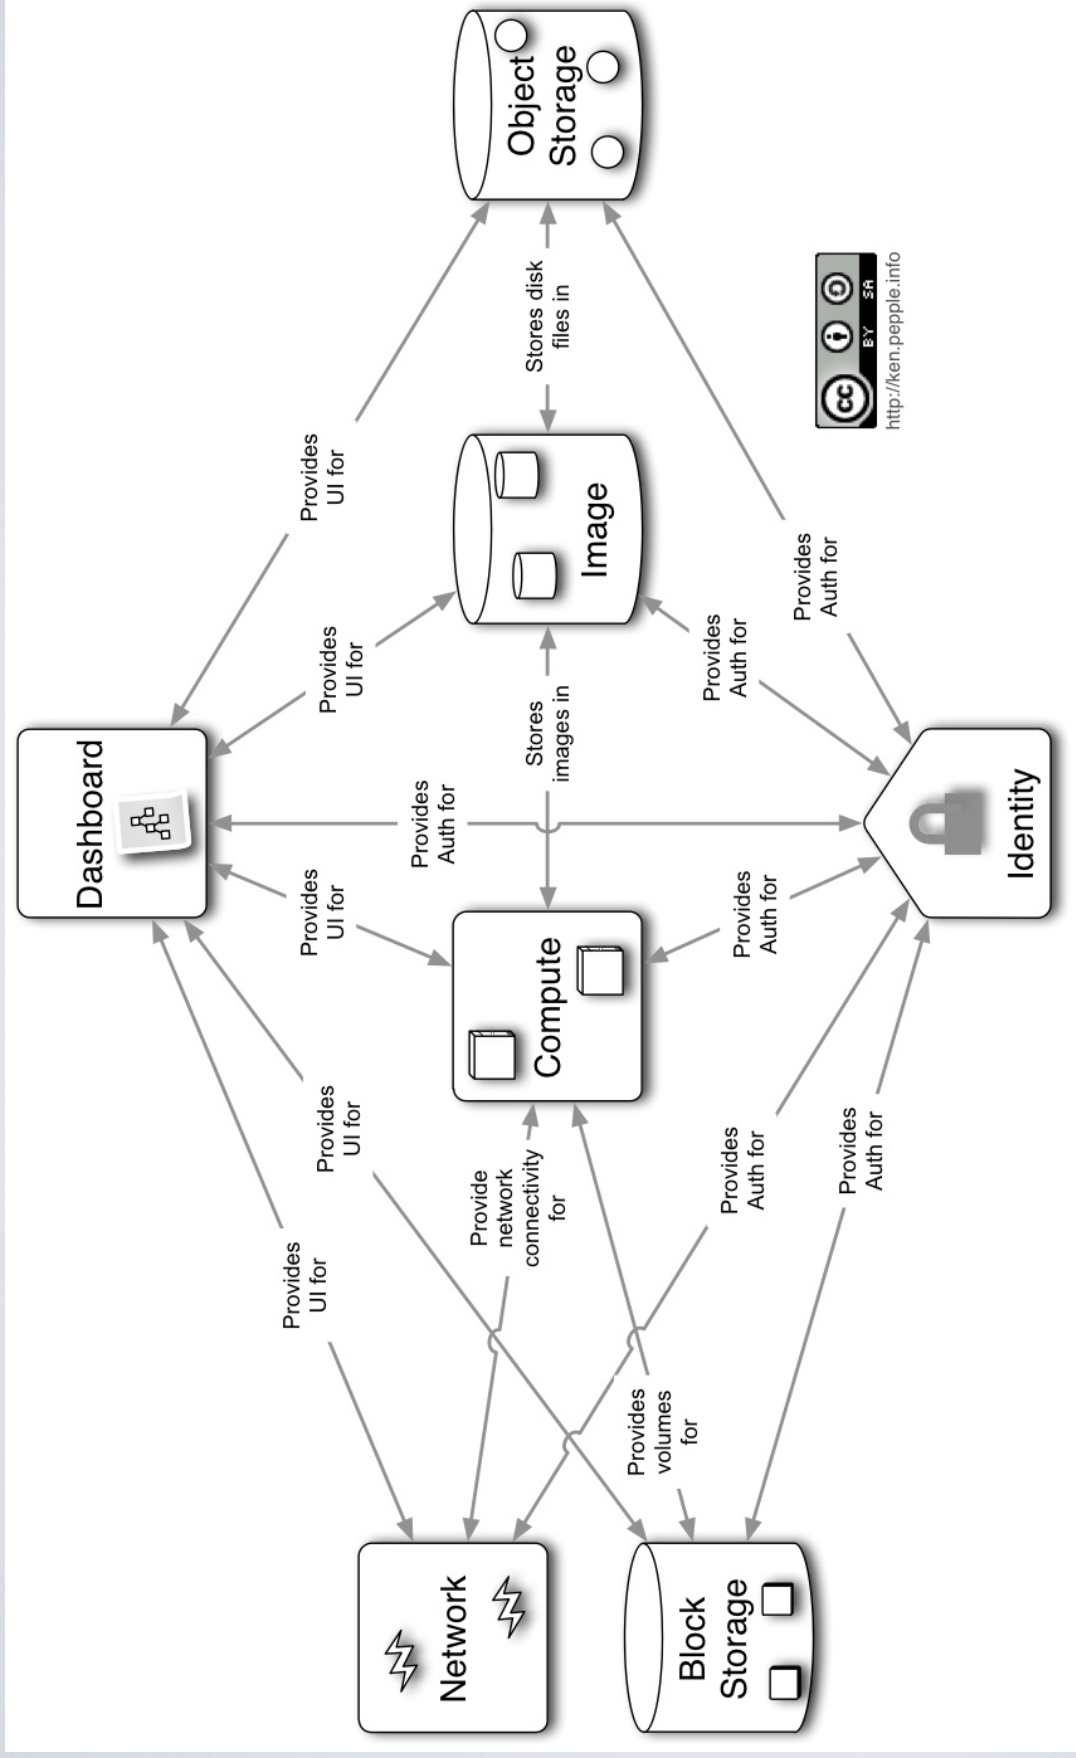 Dashboard
Provides
UI for
Provides
UI for
Provides
UI for
Provides
UI for
Provides
UI for
Provides
Auth for
Network
Provide
network
connectivity
for
Compute
Stores
images in
Image
Stores disk
files in
Object
Storage
Block
Storage
Provides
volumes
for
Provides
Auth for
Provides
Auth for
Provides
Auth for
Provides
Auth for
Provides
Auth for
Identity
cc
BY SA
http://ken.pepple.info